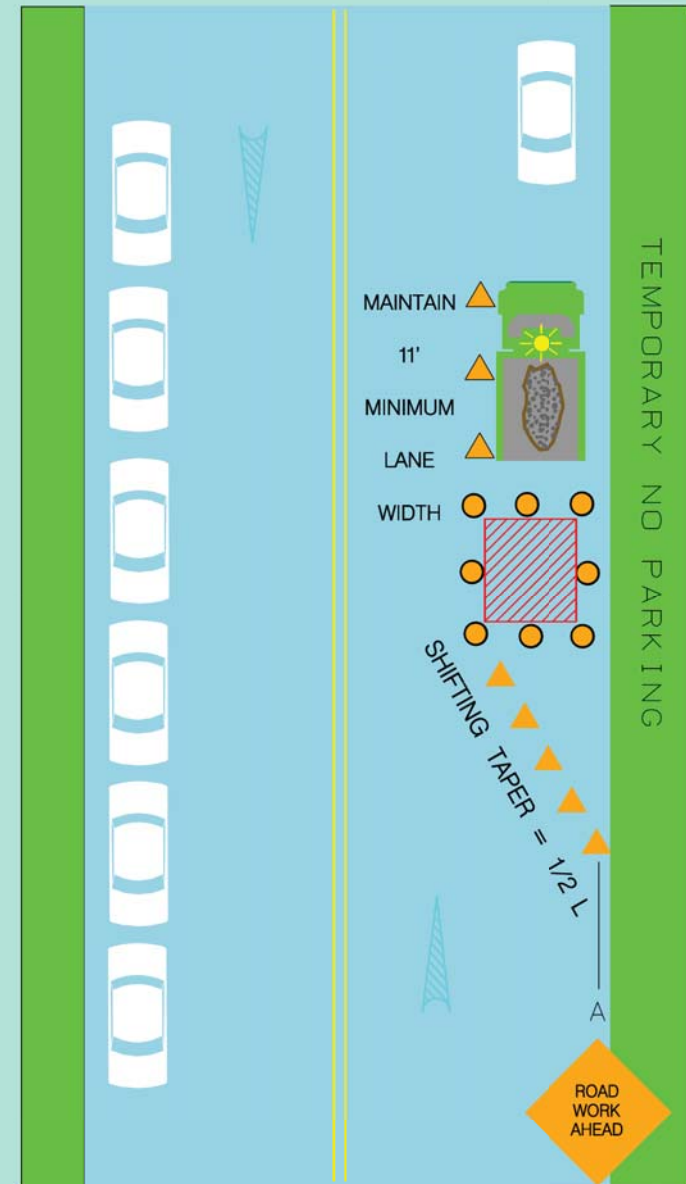 MAINTAIN
11'
MINIMUM
LANE
WIDTH
TEMPORARY NO PARKING
SHIFTING TAPER = 1/2 L
A
ROAD
WORK
AHEAD